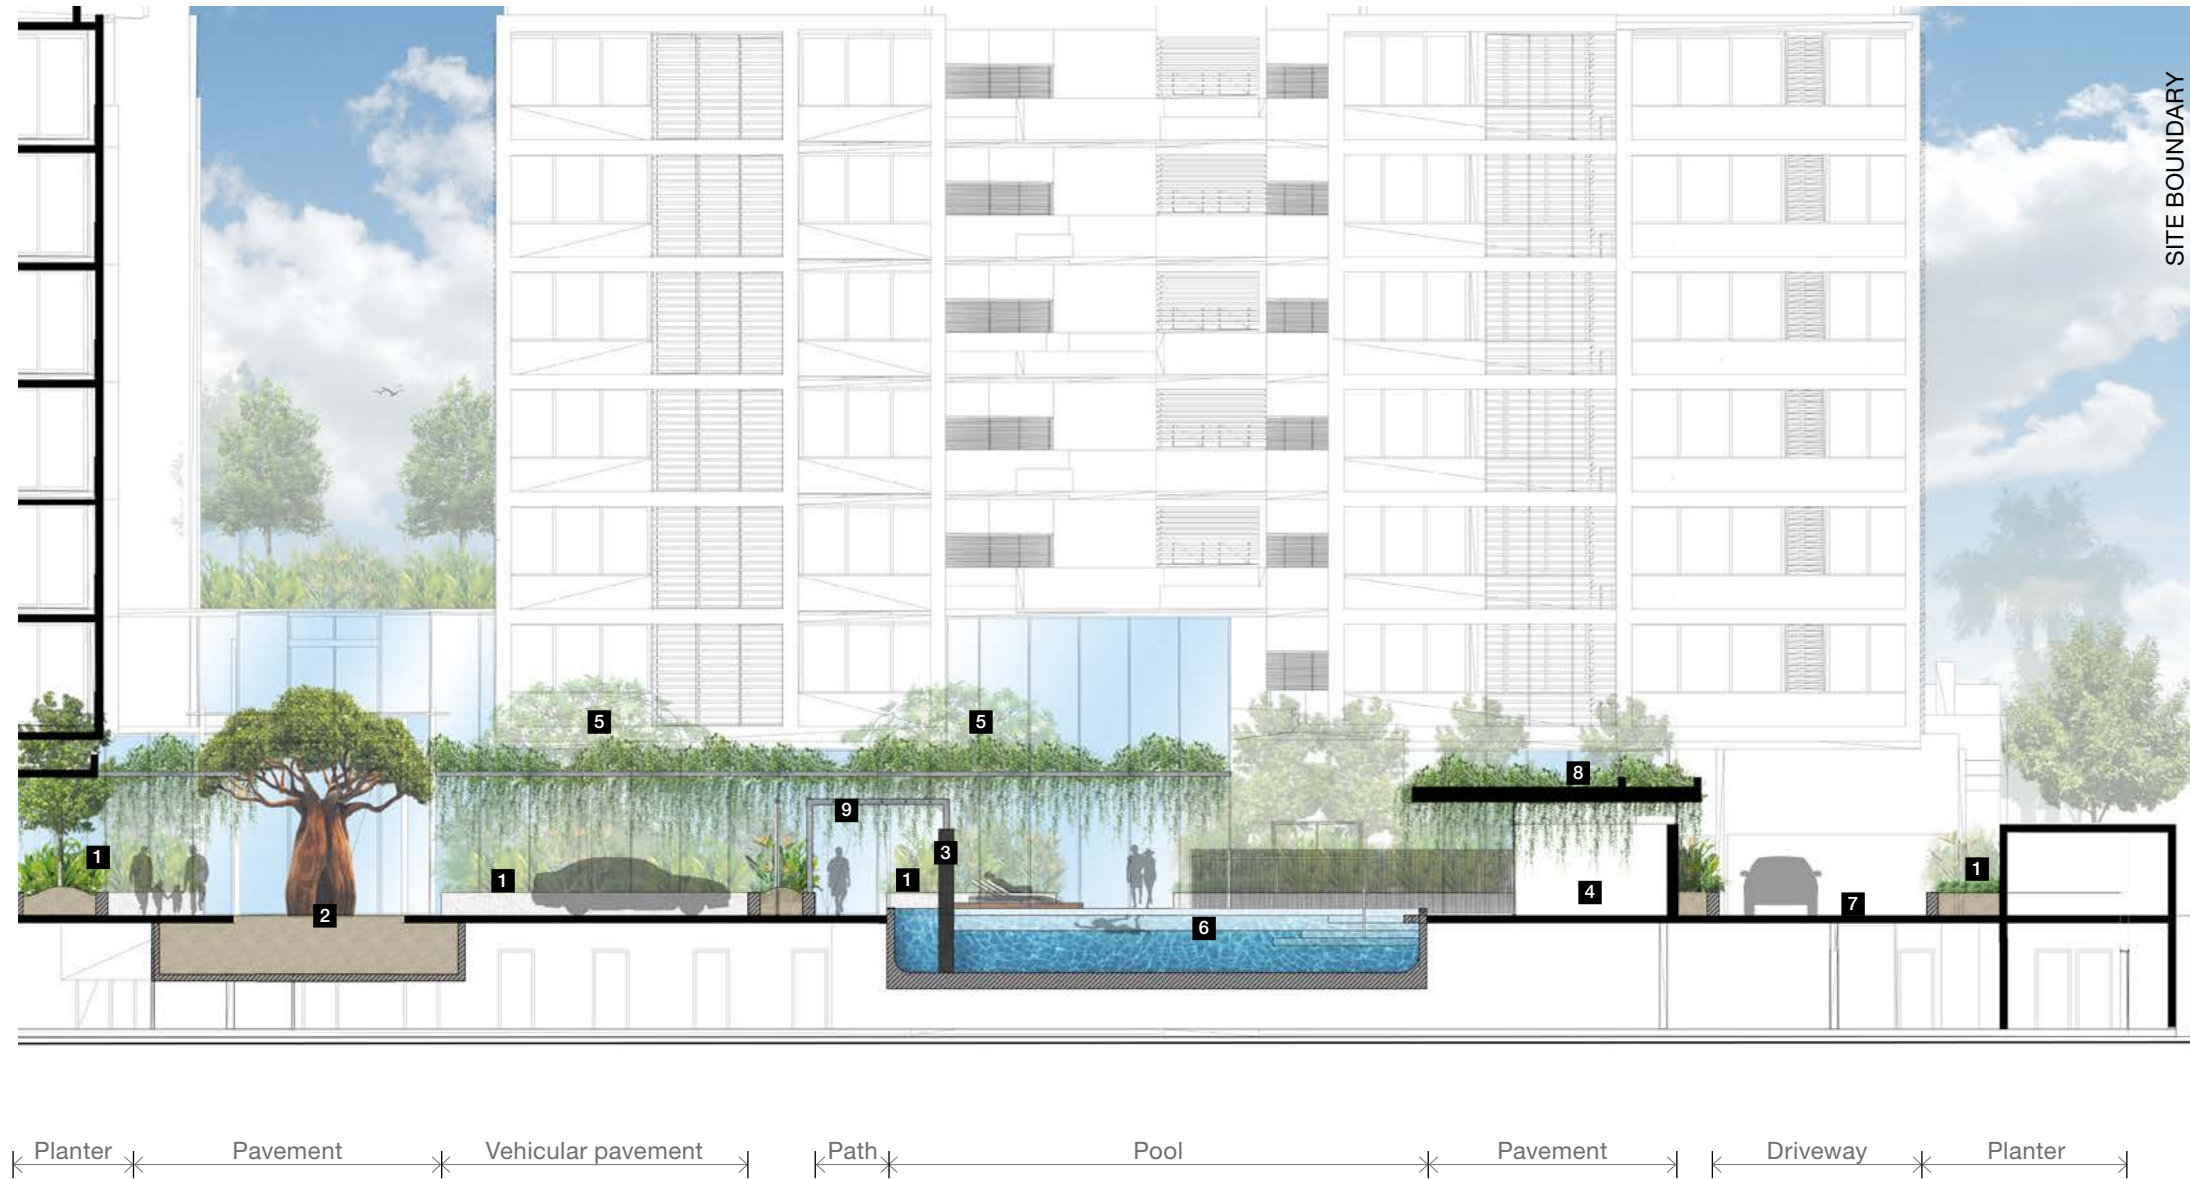 SITE BOUNDARY
5
5
8
9
3
1
1
1
1
4
7
2
6
Planter
Pavement
Vehicular pavement
Path
Pool
Pavement
Driveway
Planter